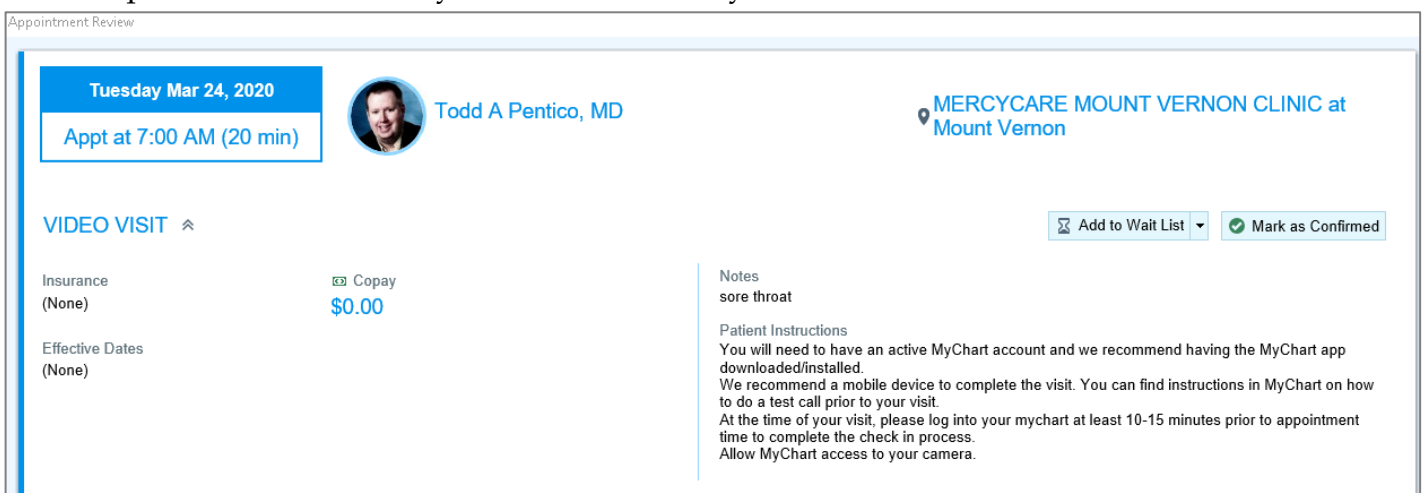 Appointment Review
Tuesday Mar 24, 2020
Appt at 7:00 AM (20 min)
Todd A Pentico, MD
MERCYCARE MOUNT VERNON CLINIC at
Mount Vernon
VIDEO VISIT
Add to Wait List
Mark as Confirmed
Insurance
(None)
Copay
$0.00
Effective Dates
(None)
Notes
sore throat
Patient Instructions
You will need to have an active MyChart account and we recommend having the MyChart app
downloaded/installed.
We recommend a mobile device to complete the visit. You can find instructions in MyChart on how
to do a test call prior to your visit.
At the time of your visit, please log into your mychart at least 10-15 minutes prior to appointment
time to complete the check in process.
Allow MyChart access to your camera.